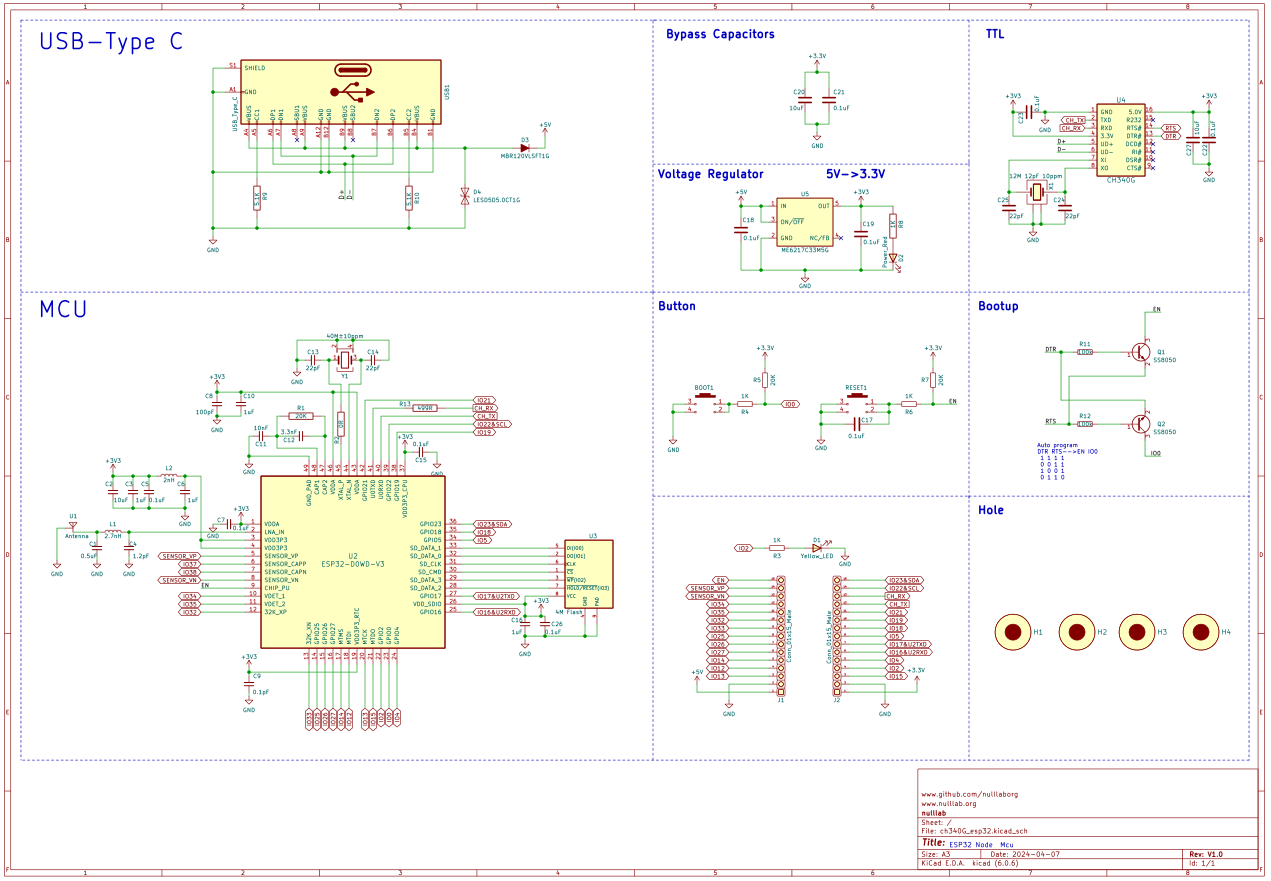 USB-Type C
SHIELD
GND
S1
A1
USB_Type_C
USB1
VBUS
CC1
DP1
DN1
SBU1
VBUS
GND
GND
VBUS
SBU2
DN2
DP2
CC2
VBUS
GND
A4
A5
A6
A7
A8
A9
A12
B12
B9
B8
B7
B6
B5
B4
B1
5.1K
R9
D+
D-
5.1K
R10
D3
MBR120VLSFT1G
+5V
D4
LESD5D5.0CT1G
GND
Bypass Capacitors
+3.3V
C20
10uF
C21
0.1uF
GND
Voltage Regulator
5V->3.3V
+5V
U5
+3V3
IN
OUT
ON/OFF
GND
NC/FB
ME6217C33M5G
C18
0.1uF
C19
0.1uF
1K
R8
Power_Red
D2
GND
TTL
+3V3
C23
0.1uF
GND
CH_TX
CH_RX
D+
D-
U4
GND
TXD
RXD
3.3V
UD+
UD-
XI
XO
5.0V
R232
RTS#
DTR#
DCD#
RI#
DSR#
CTS#
CH340G
RTS
DTR
+3V3
10uF
C27
0.1uF
C22
GND
12M 12pF 10ppm
X1
C25
22pF
C24
22pF
GND
MCU
40M±10ppm
C13
22pF
C14
22pF
Y1
GND
+3V3
C8
100pF
C10
1uF
GND
R1
20K
10nF
C11
3.3nF
C12
GND
R2
0R
R13
499R
IO21
CH_RX
CH_TX
IO22&SCL
IO19
+3V3
C15
0.1uF
GND
+3V3
C2
10uF
C3
1uF
C5
0.1uF
L2
2nH
C6
1uF
GND
U1
Antenna
L1
2.7nH
C1
0.5uF
C4
1.2pF
GND
GND
GND
C7
0.1uF
GND
+3V3
SENSOR_VP
IO37
IO38
SENSOR_VN
EN
IO34
IO35
IO32
VDDA
LNA_IN
VDD3P3
VDD3P3
SENSOR_VP
SENSOR_CAPP
SENSOR_CAPN
SENSOR_VN
CHIP_PU
VDET_1
VDET_2
32K_XP
GND_PAD
CAP1
CAP2
VDDA
XTAL_P
XTAL_N
VDDA
GPIO21
U0TXD
U0RXD
GPIO22
GPIO19
VDD3P3_CPU
U2
ESP32-D0WD-V3
GPIO23
GPIO18
GPIO5
SD_DATA_1
SD_DATA_0
SD_CLK
SD_CMD
SD_DATA_3
SD_DATA_2
GPIO17
VDD_SDIO
GPIO16
32K_XN
GPIO25
GPIO26
GPIO27
MTMS
MTDI
VDD3P3_RTC
MTCK
MTDO
GPIO2
GPIO0
GPIO4
IO23&SDA
IO18
IO5
IO17&U2TXD
IO16&U2RXD
U3
DI(IO0)
DO(IO1)
CLK
CS
WP(IO2)
HOLD/RESET(IO3)
VCC
GND
PAD
4M Flash
+3V3
C16
1uF
C26
0.1uF
GND
+3V3
C9
0.1pF
GND
IO33
IO25
IO26
IO27
IO14
IO12
IO13
IO15
IO2
IO0
IO4
Button
+3.3V
R5
20K
BOOT1
1K
R4
IO0
GND
+3.3V
R7
20K
RESET1
1K
R6
EN
C17
0.1uF
GND
Bootup
EN
DTR
R11
100R
Q1
SS8050
RTS
R12
100R
Q2
SS8050
IO0
Auto program
DTR RTS-->EN IO0
1 1 1 1
0 0 1 1
1 0 0 1
0 1 1 0
IO2
1K
R3
D1
Yellow_LED
GND
EN
SENSOR_VP
SENSOR_VN
IO34
IO35
IO32
IO33
IO25
IO26
IO27
IO14
IO12
IO13
+5V
GND
Conn_01x15_Male
J1
Conn_01x15_Male
J2
IO23&SDA
IO22&SCL
CH_RX
CH_TX
IO21
IO19
IO18
IO5
IO17&U2TXD
IO16&U2RXD
IO4
IO2
IO15
+3.3V
GND
Hole
H1
H2
H3
H4
www.github.com/nulllaborg
www.nulllab.org
nulllab
Sheet: /
File: ch340G_esp32.kicad_sch
Title: ESP32 Node Mcu
Size: A3
Date: 2024-04-07
Rev: V1.0
KiCad E.D.A. kicad (6.0.6)
Id: 1/1